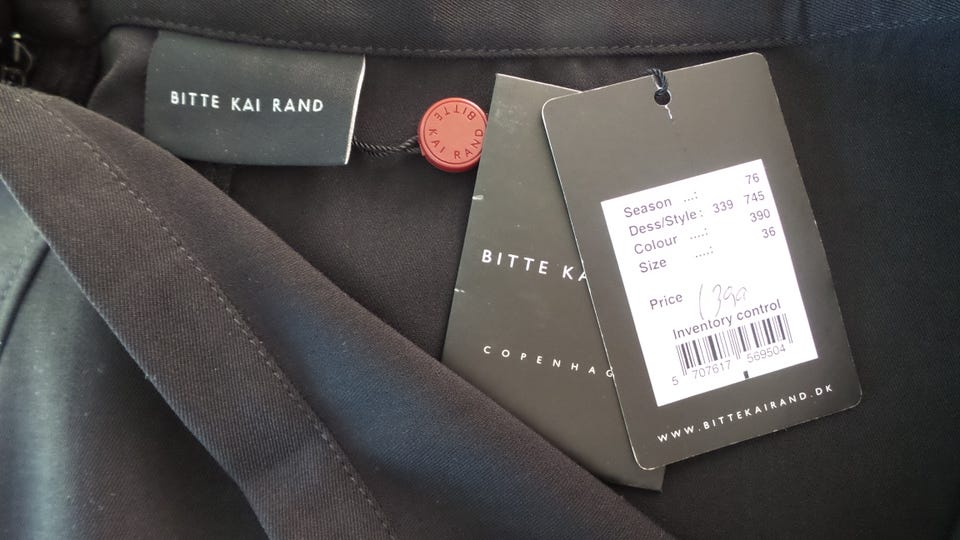 BITTE KAI RAND
BITTE KAI RAND
BITTE KA
COPENHAG
Season ...: 76
Dess/Style: 339 745
Colour ....: 390
Size ....: 36
Price 1399
Inventory control
5 707617 569504
WWW.BITTEKAIRAND.DK